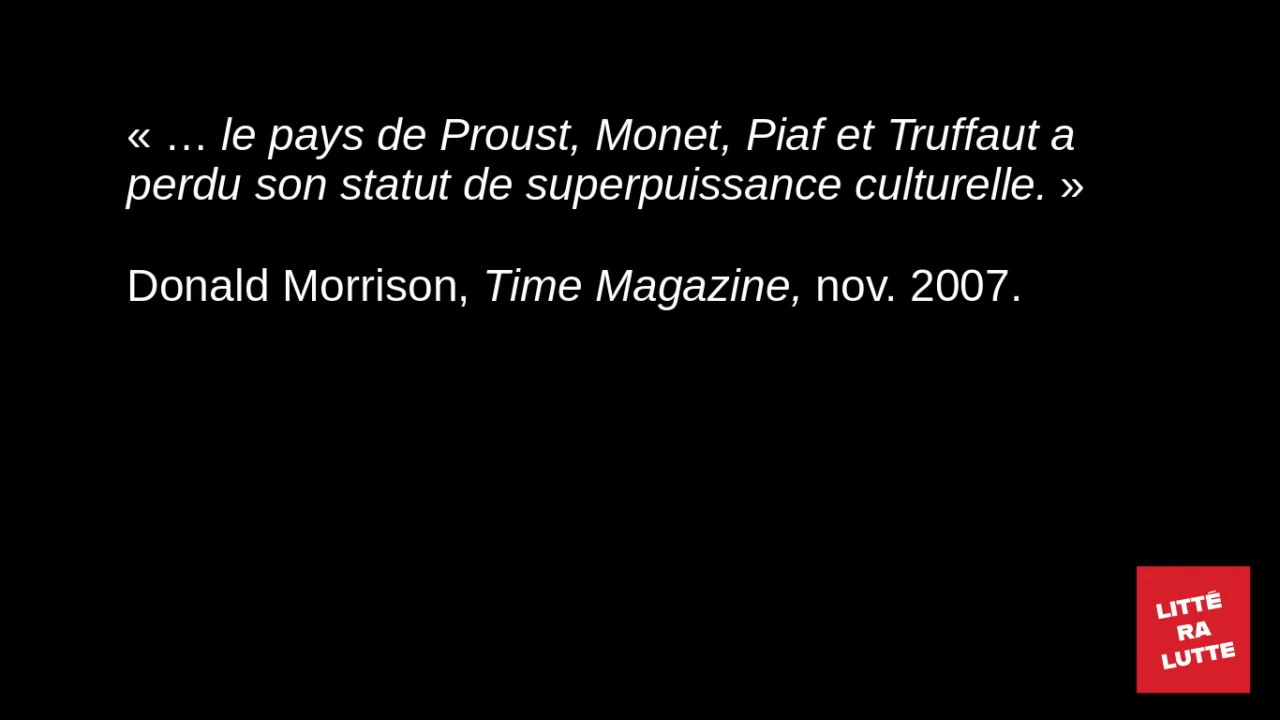 « … le pays de Proust, Monet, Piaf et Truffaut a
perdu son statut de superpuissance culturelle. »
Donald Morrison, Time Magazine, nov. 2007.
LITTÉ
RA
LUTTE